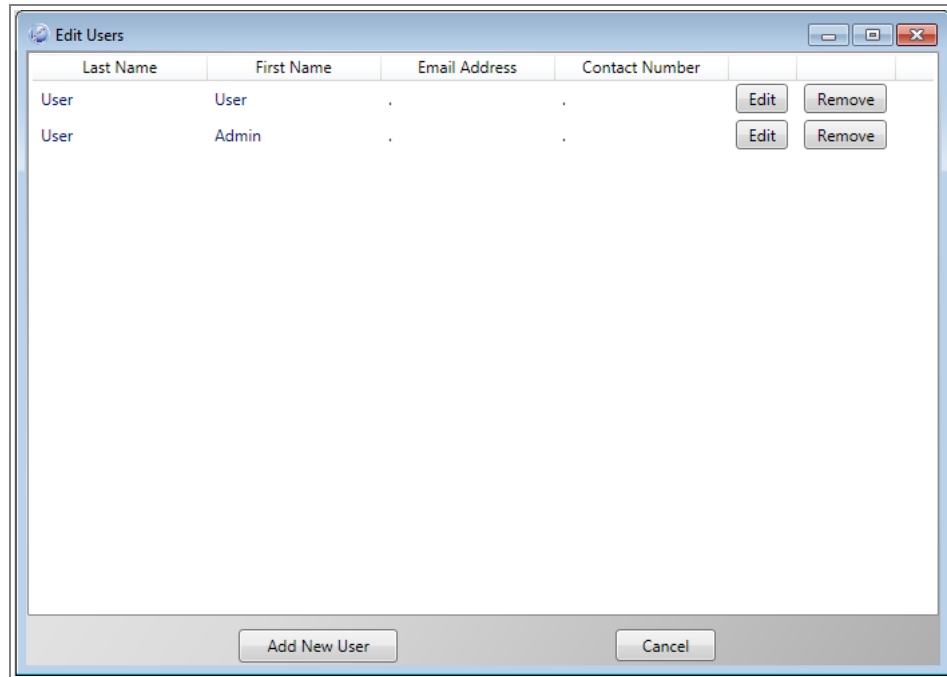 Edit Users
Last Name First Name Email Address Contact Number
User User . . Edit Remove
User Admin . . Edit Remove
Add New User Cancel